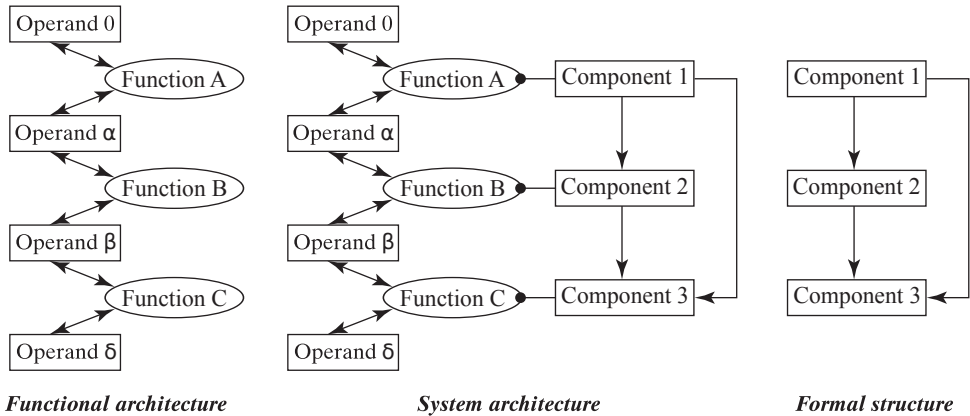 Operand 0
Function A
Operand α
Function B
Operand β
Function C
Operand δ
Functional architecture
Operand 0
Function A
Component 1
Operand α
Function B
Component 2
Operand β
Function C
Component 3
Operand δ
System architecture
Component 1
Component 2
Component 3
Formal structure